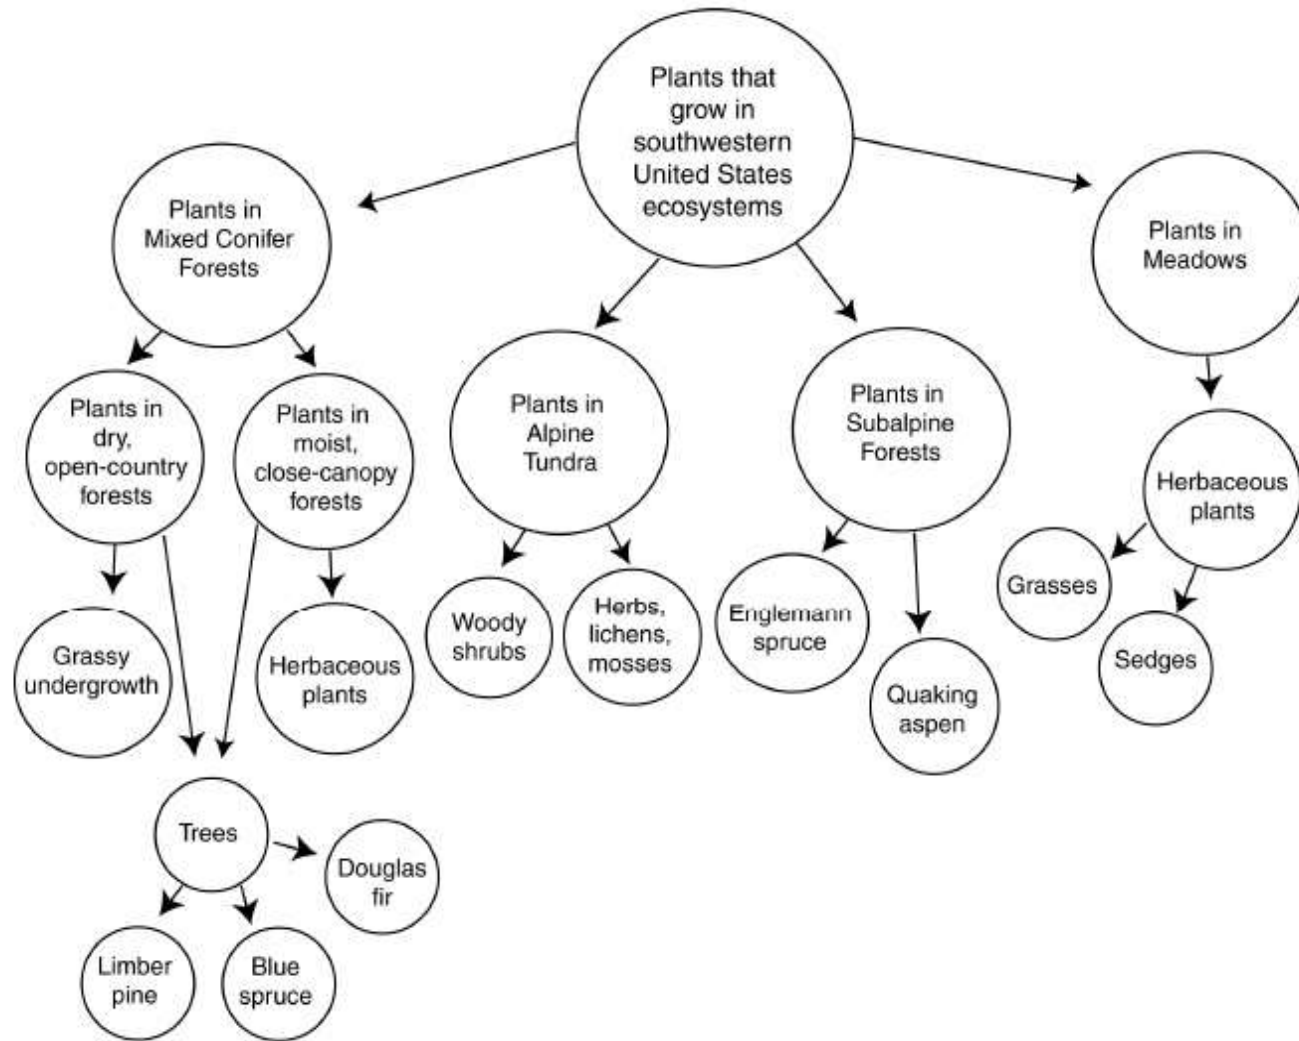 Plants that
grow in
southwestern
United States
ecosystems
Plants in
Mixed Conifer
Forests
Plants in
Meadows
Plants in
dry,
open-country
forests
Plants in
moist,
close-canopy
forests
Plants in
Alpine
Tundra
Plants in
Subalpine
Forests
Herbaceous
plants
Grassy
undergrowth
Herbaceous
plants
Woody
shrubs
Herbs,
lichens,
mosses
Englemann
spruce
Quaking
aspen
Grasses
Sedges
Trees
Douglas
fir
Limber
pine
Blue
spruce